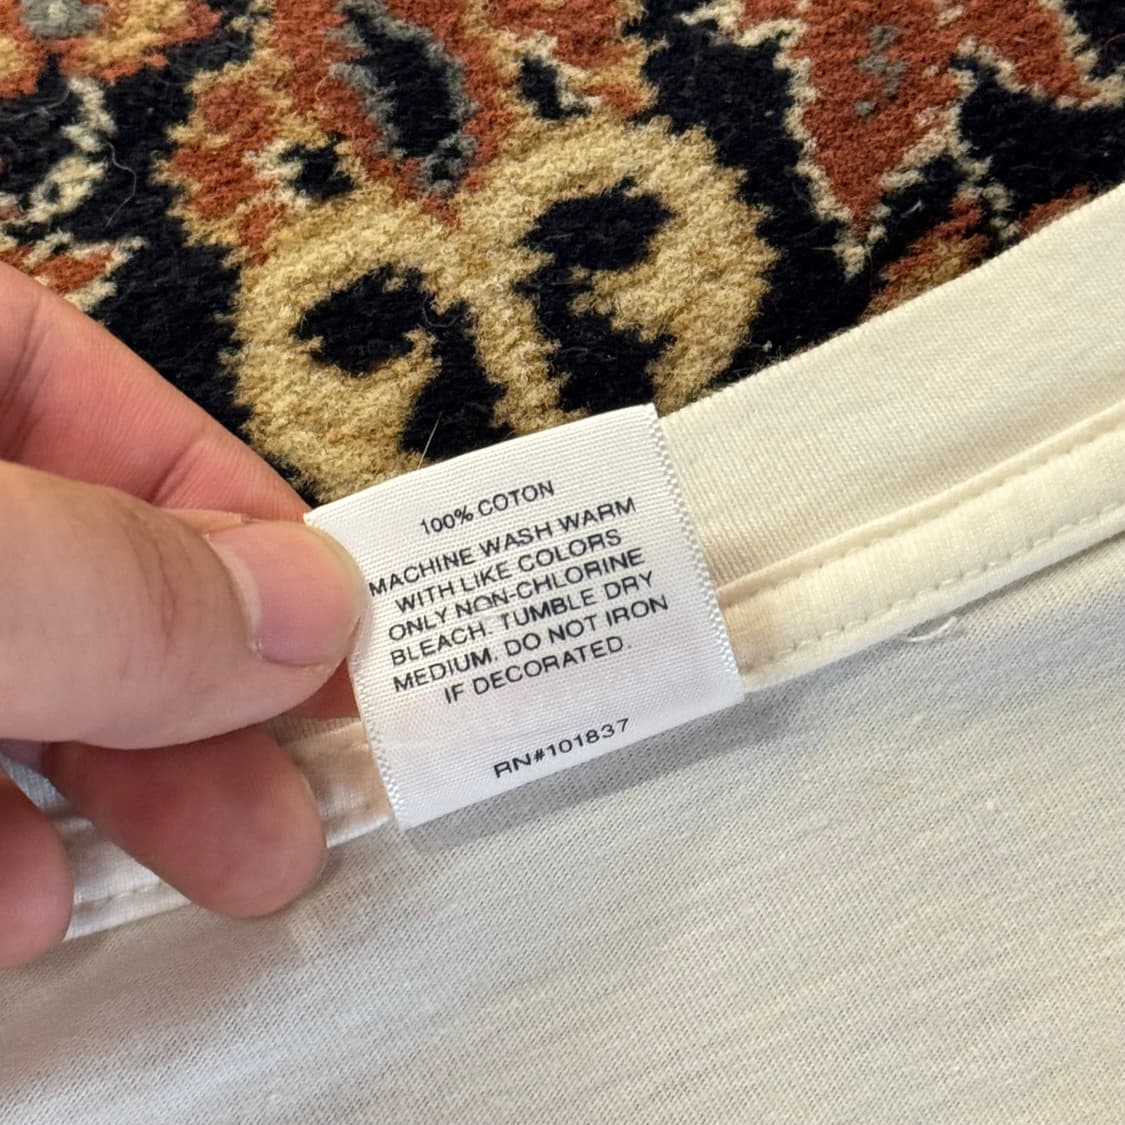 100% COTON
MACHINE WASH WARM
WITH LIKE COLORS
ONLY NON-CHLORINE
BLEACH. TUMBLE DRY
MEDIUM. DO NOT IRON
IF DECORATED.
RN#101837